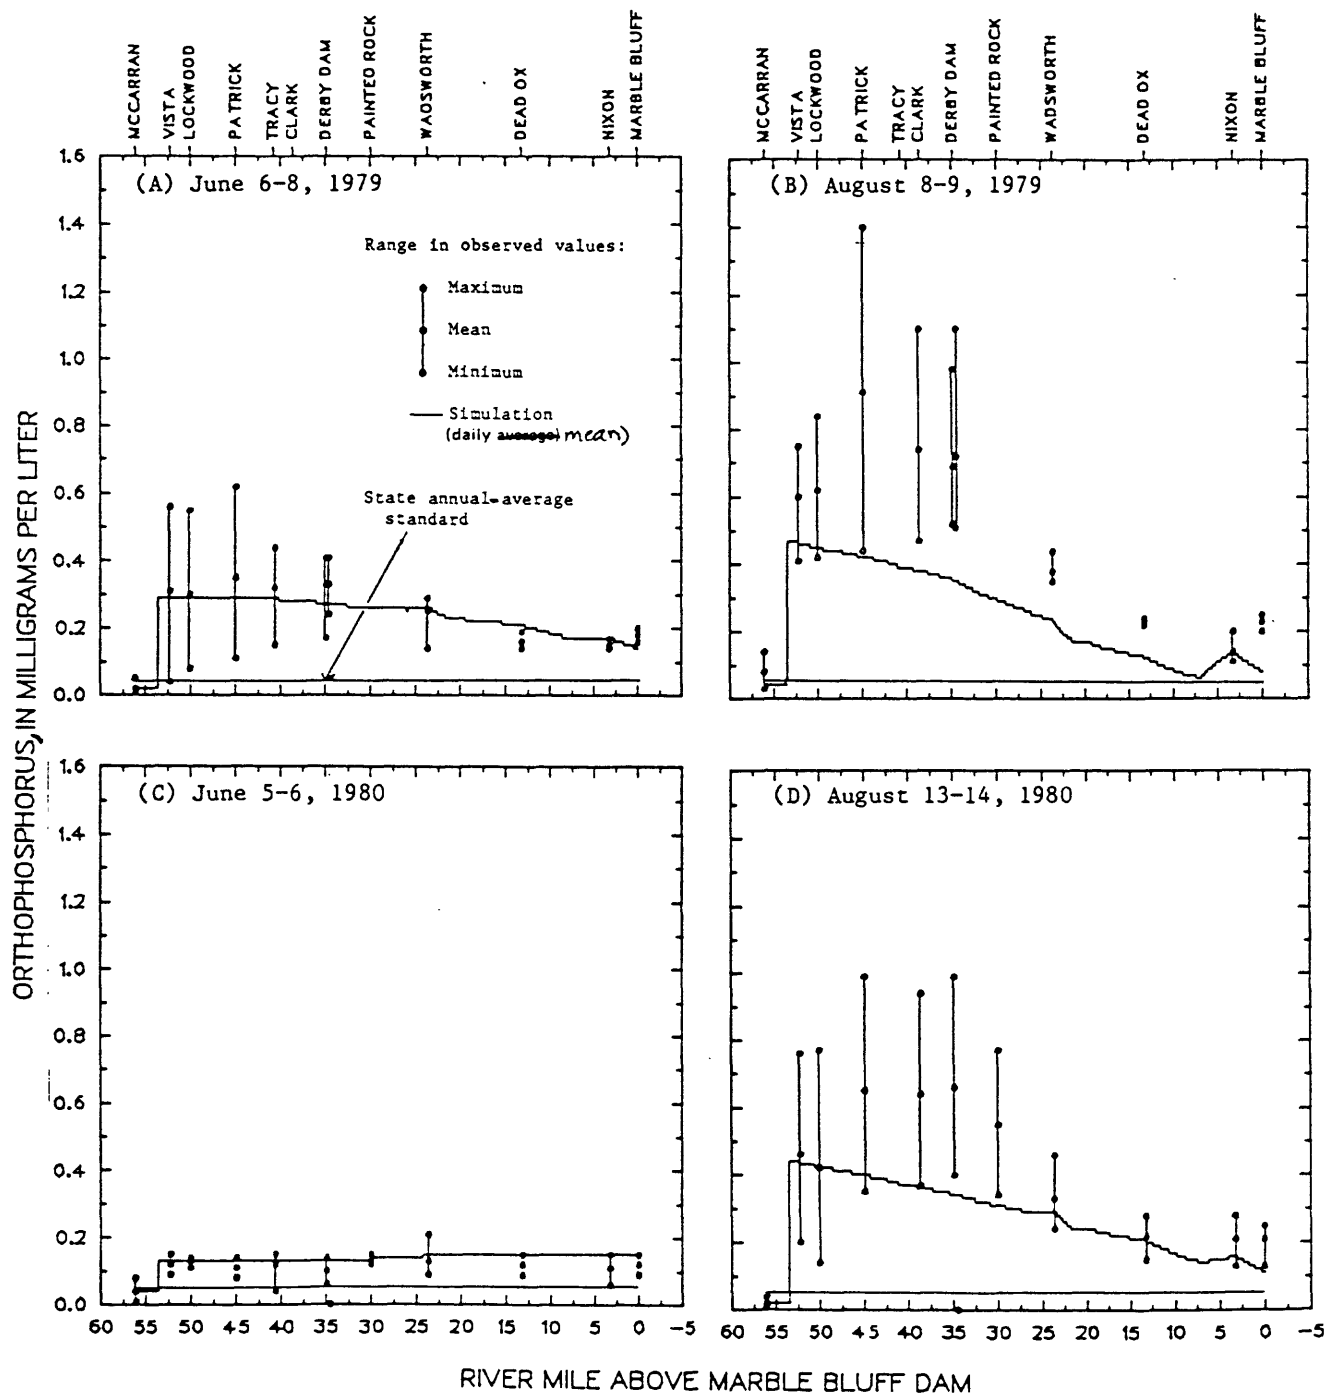 MCCARRAN
VISTA
LOCKWOOD
PATRICK
TRACY
CLARK
DERBY DAM
PAINTED ROCK
WADSWORTH
DEAD OX
NIXON
MARBLE BLUFF
MCCARRAN
VISTA
LOCKWOOD
PATRICK
TRACY
CLARK
DERBY DAM
PAINTED ROCK
WADSWORTH
DEAD OX
NIXON
MARBLE BLUFF
(A) June 6-8, 1979
Range in observed values:
Maximum
Mean
Minimum
Simulation
(daily average) mean)
State annual-average
standard
1.6
1.4
1.2
1.0
0.8
0.6
0.4
0.2
0.0
(B) August 8-9, 1979
ORTHOPHOSPHORUS, IN MILLIGRAMS PER LITER
(C) June 5-6, 1980
1.6
1.4
1.2
1.0
0.8
0.6
0.4
0.2
0.0
60 55 50 45 40 35 30 25 20 15 10 5 0 -5
(D) August 13-14, 1980
60 55 50 45 40 35 30 25 20 15 10 5 0 -5
RIVER MILE ABOVE MARBLE BLUFF DAM